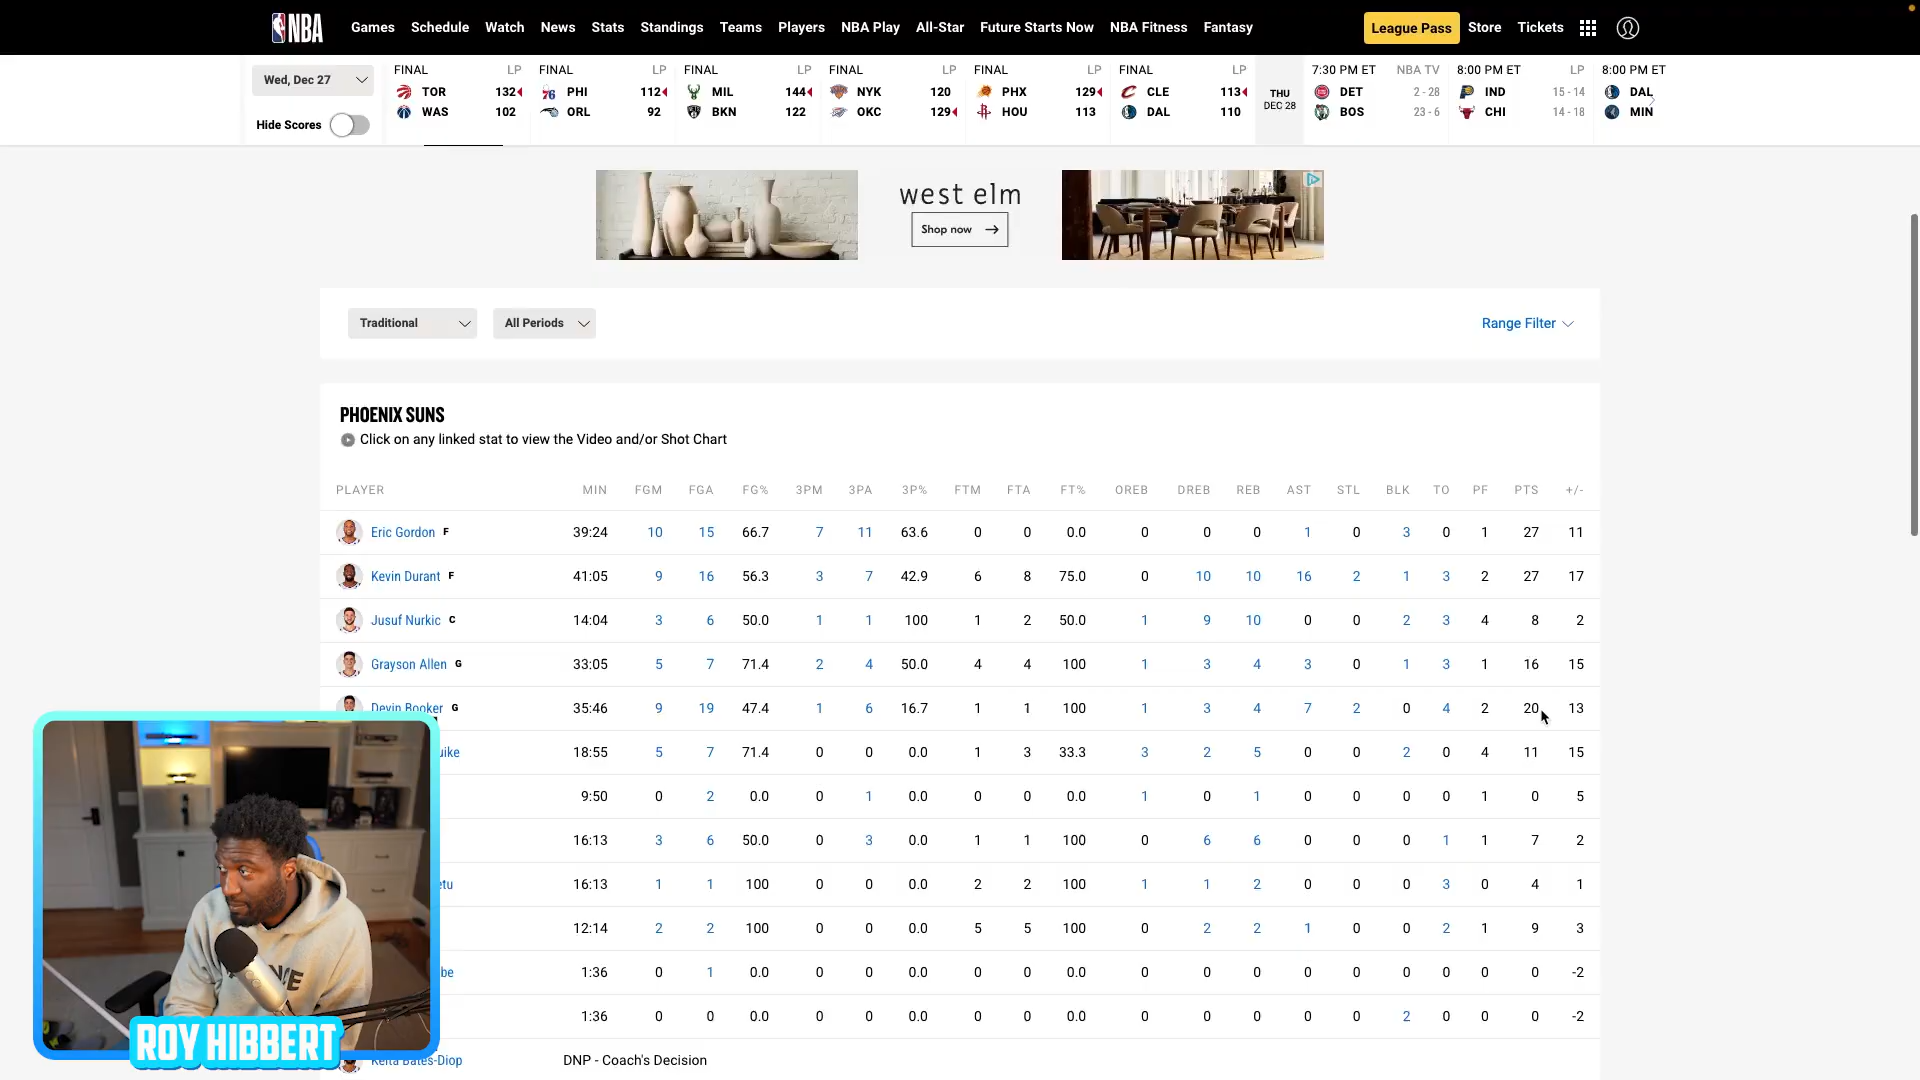 NBA Games Schedule Watch News Stats Standings Teams Players NBA Play All-Star Future Starts Now NBA Fitness Fantasy League Pass Store Tickets
Wed, Dec 27
Hide Scores
FINAL LP
TOR 132
WAS 102
FINAL LP
PHI 112
ORL 92
FINAL LP
MIL 144
BKN 122
FINAL LP
NYK 120
OKC 129
FINAL LP
PHX 129
HOU 113
FINAL LP
CLE 113
DAL 110
THU
DEC 28
7:30 PM ET NBA TV
DET 2 - 28
BOS 23 - 6
8:00 PM ET LP
IND 15 - 14
CHI 14 - 18
8:00 PM ET
DAL
MIN
west elm
Shop now
Traditional All Periods Range Filter
PHOENIX SUNS
Click on any linked stat to view the Video and/or Shot Chart
PLAYER MIN FGM FGA FG% 3PM 3PA 3P% FTM FTA FT% OREB DREB REB AST STL BLK TO PF PTS +/-
Eric Gordon F 39:24 10 15 66.7 7 11 63.6 0 0 0.0 0 0 0 1 0 3 0 1 27 11
Kevin Durant F 41:05 9 16 56.3 3 7 42.9 6 8 75.0 0 10 10 16 2 1 3 2 27 17
Jusuf Nurkic C 14:04 3 6 50.0 1 1 100 1 2 50.0 1 9 10 0 0 2 3 4 8 2
Grayson Allen G 33:05 5 7 71.4 2 4 50.0 4 4 100 1 3 4 3 0 1 3 1 16 15
Devin Booker G 35:46 9 19 47.4 1 6 16.7 1 1 100 1 3 4 7 2 0 4 2 20 13
uike 18:55 5 7 71.4 0 0 0.0 1 3 33.3 3 2 5 0 0 2 0 4 11 15
9:50 0 2 0.0 0 1 0.0 0 0 0.0 1 0 1 0 0 0 0 1 0 5
16:13 3 6 50.0 0 3 0.0 1 1 100 0 6 6 0 0 0 1 1 7 2
etu 16:13 1 1 100 0 0 0.0 2 2 100 1 1 2 0 0 0 3 0 4 1
12:14 2 2 100 0 0 0.0 5 5 100 0 2 2 1 0 0 2 1 9 3
be 1:36 0 1 0.0 0 0 0.0 0 0 0.0 0 0 0 0 0 0 0 0 0 -2
1:36 0 0 0.0 0 0 0.0 0 0 0.0 0 0 0 0 0 2 0 0 0 -2
Keita Bates-Diop DNP - Coach's Decision
ROY HIBBERT